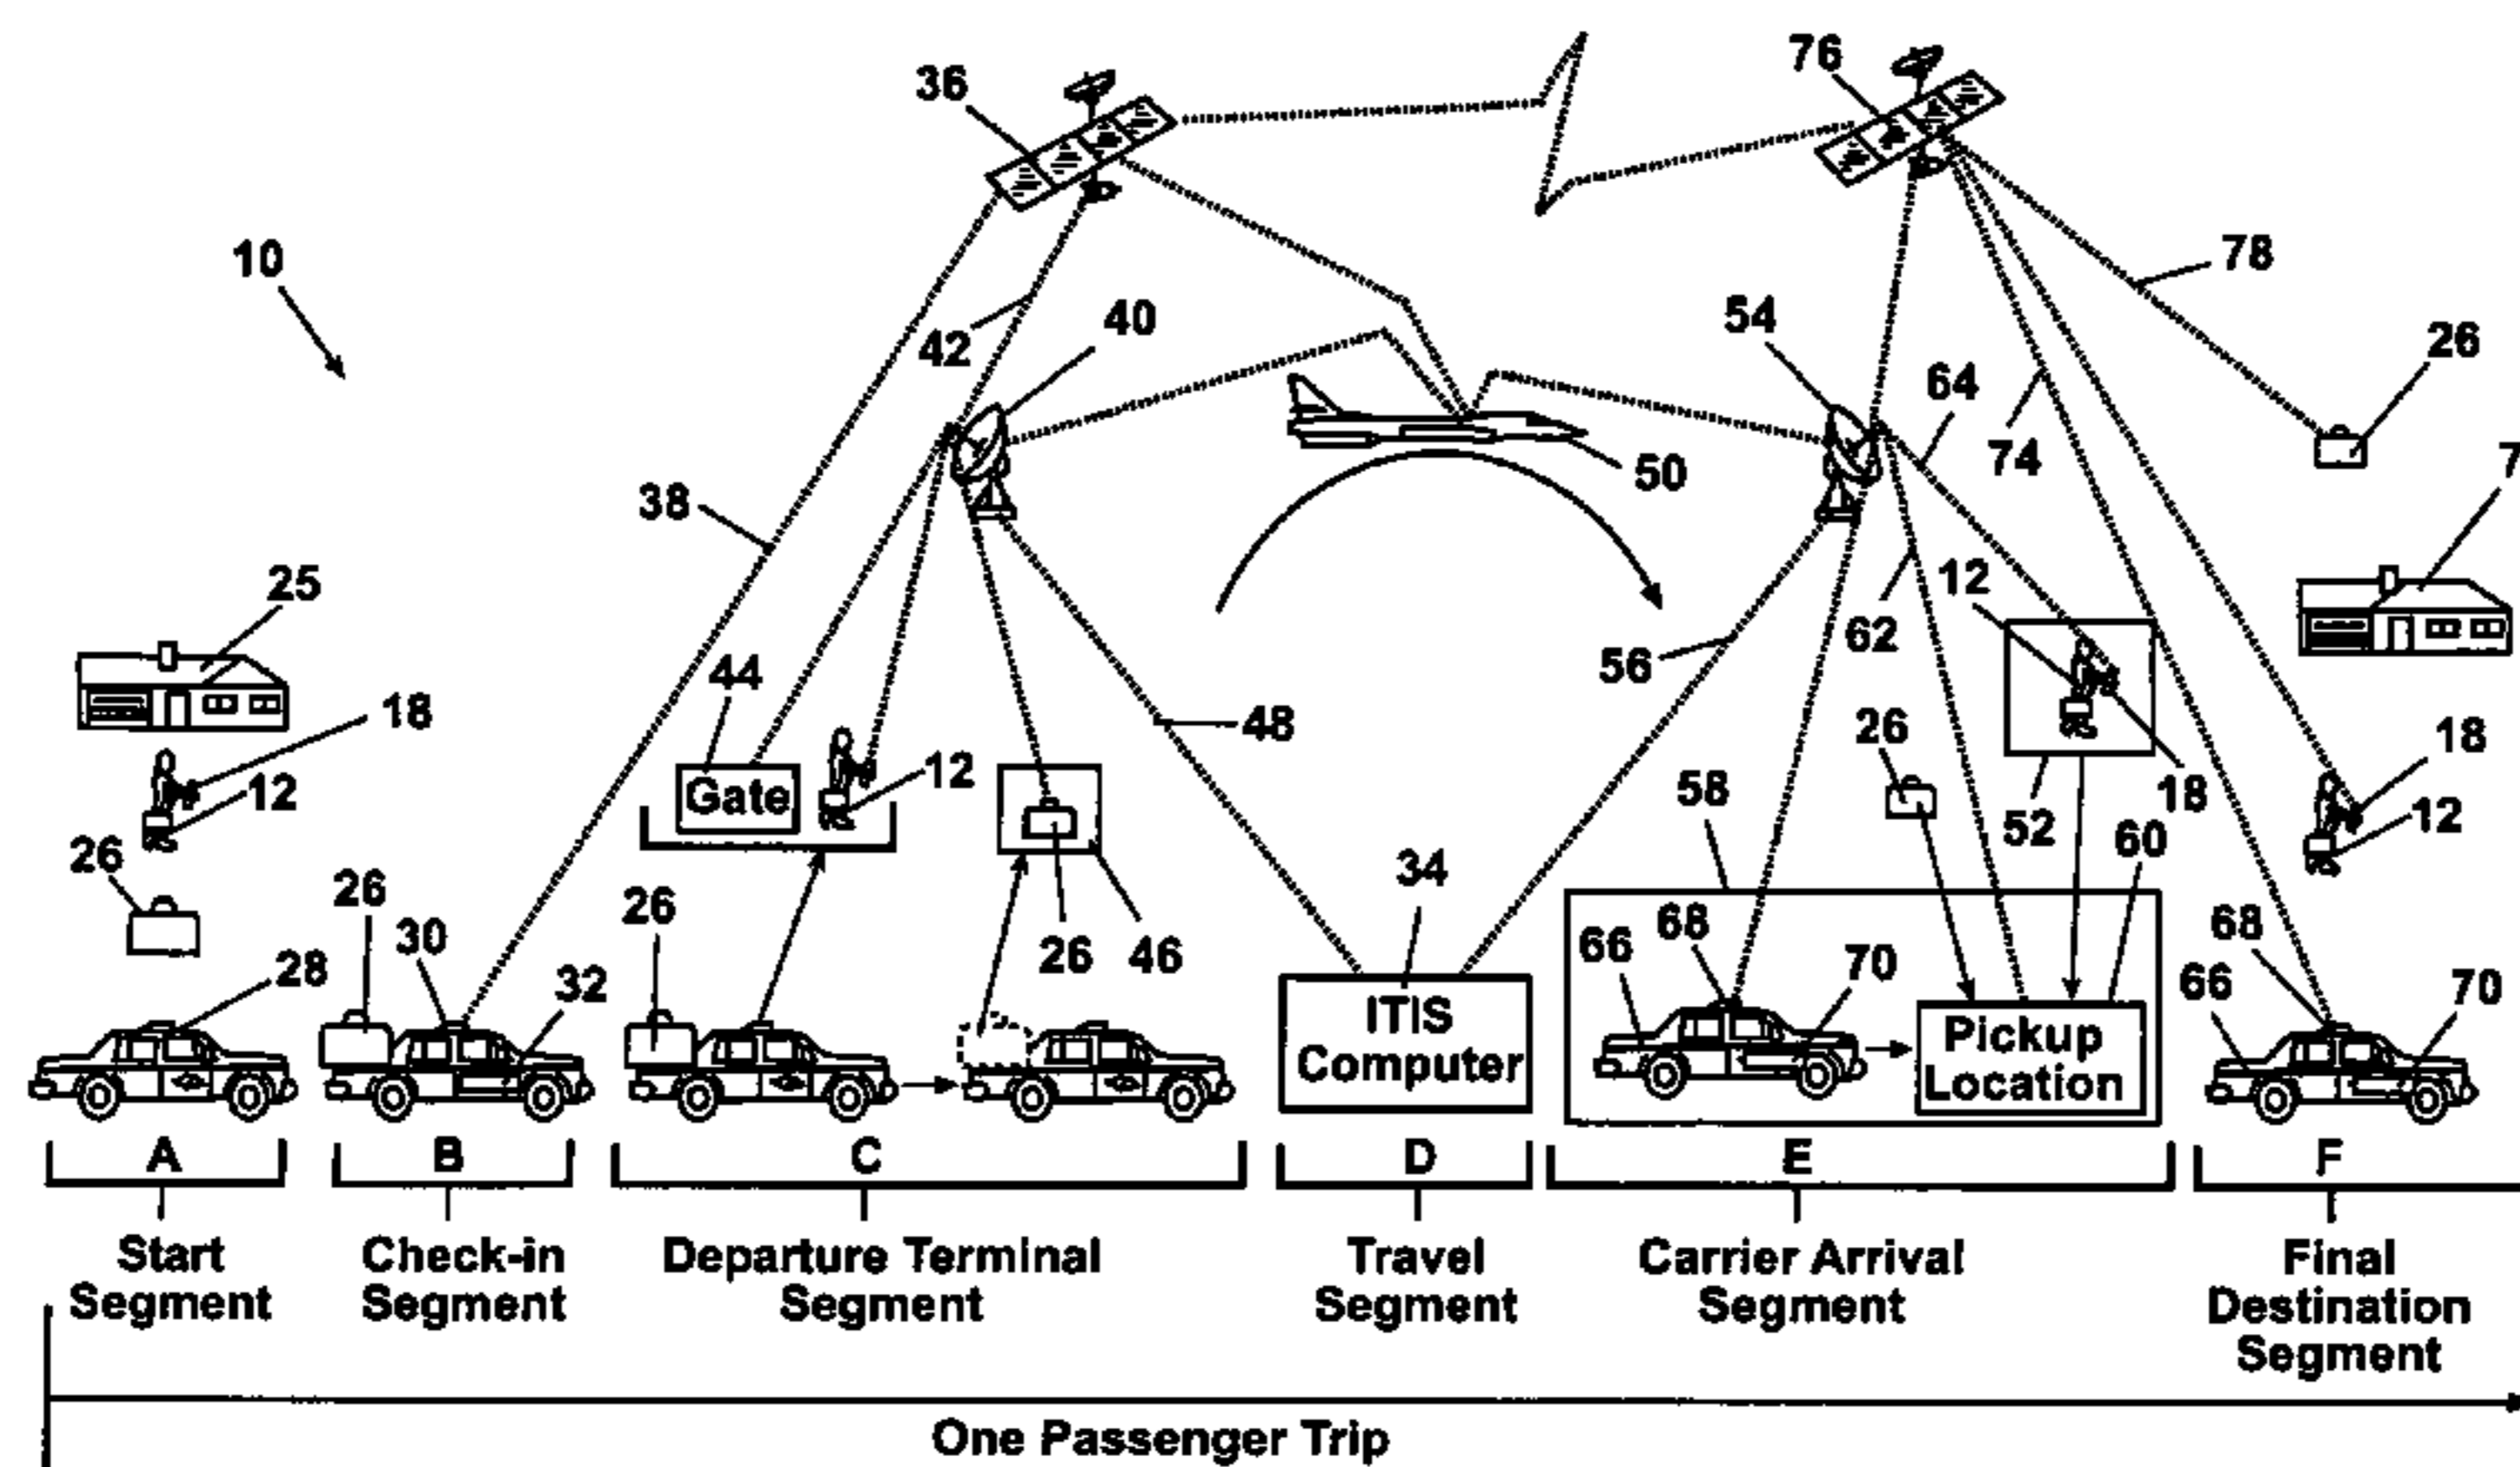 36
76
10
78
42
40
54
64
26
38
50
74
7
25
12
44
62
56
18
48
26
18
12
12
58
18
12
26
Gate
52
60
26
34
26
30
26
26
46
68
66
70
68
28
32
66
70
ITIS
Computer
Pickup
Location
A
B
C
D
E
F
Start
Segment
Check-in
Segment
Departure Terminal
Segment
Travel
Segment
Carrier Arrival
Segment
Final
Destination
Segment
One Passenger Trip